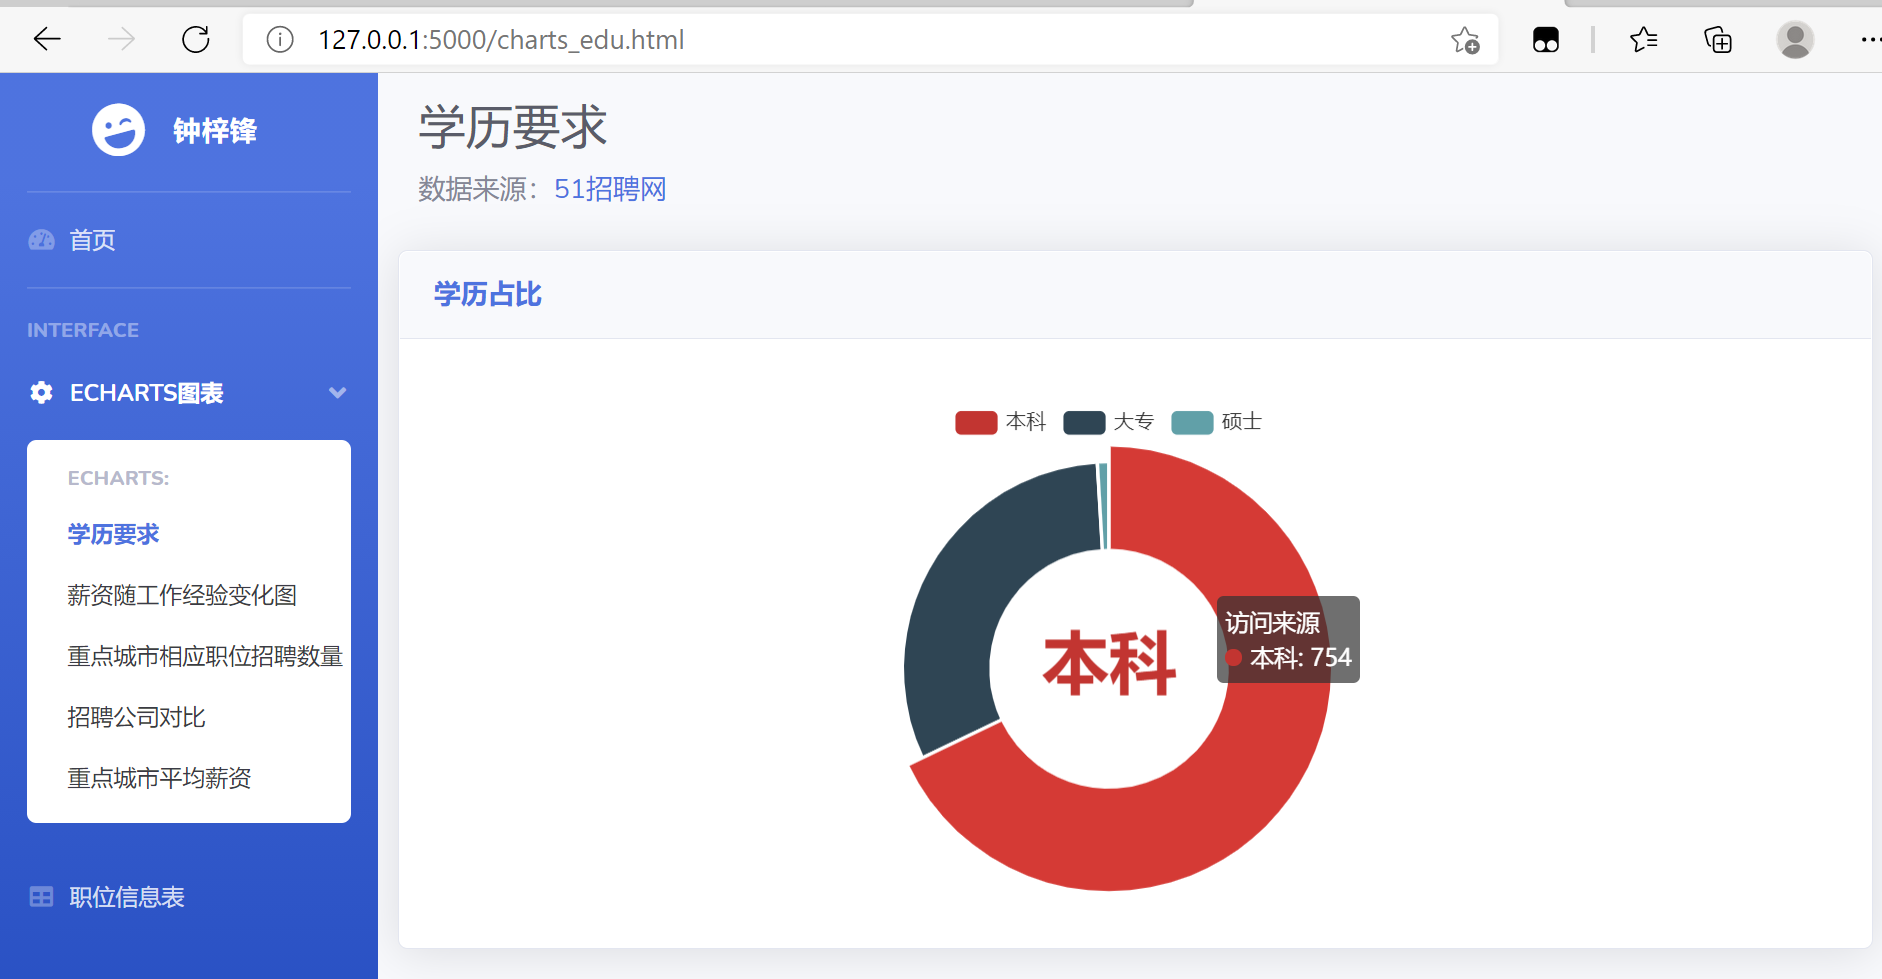 127.0.0.1:5000/charts_edu.html
钟梓锋
首页
INTERFACE
ECHARTS图表
ECHARTS:
学历要求
薪资随工作经验变化图
重点城市相应职位招聘数量
招聘公司对比
重点城市平均薪资
职位信息表
学历要求
数据来源：51招聘网
学历占比
本科 大专 硕士
本科
访问来源
本科: 754